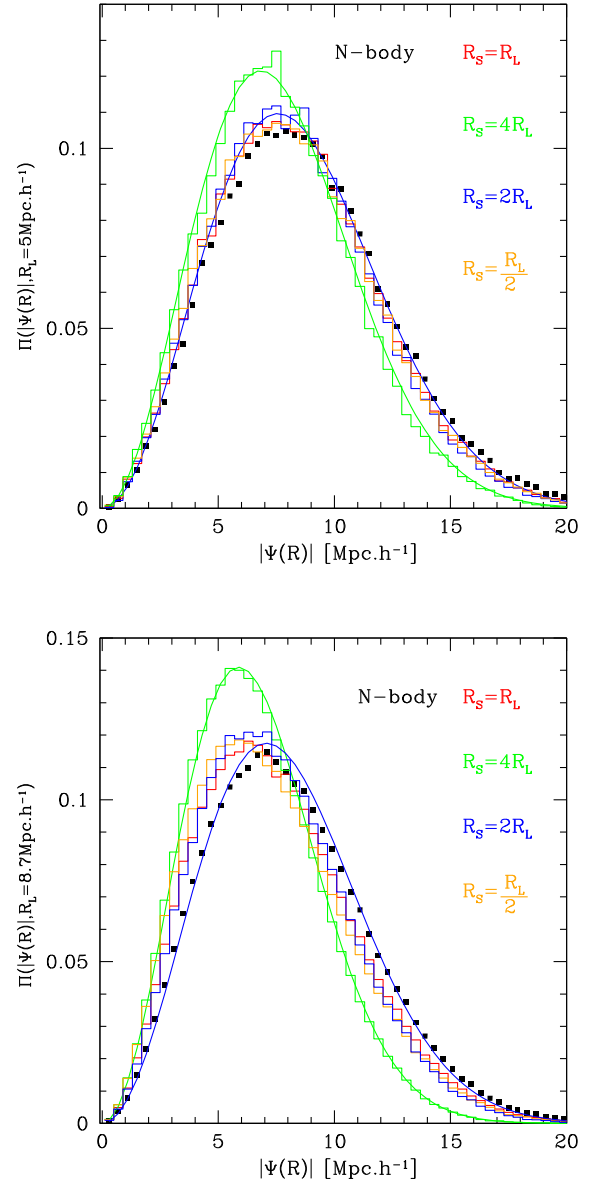 N-body R_S=R_L
R_S=4R_L
R_S=2R_L
R_S=R_L/2
Π(|Ψ(R)|,R_L=5Mpc.h⁻¹)
0.1
0.05
0
0 5 10 15 20
|Ψ(R)| [Mpc.h⁻¹]
0.15
N-body R_S=R_L
R_S=4R_L
R_S=2R_L
R_S=R_L/2
Π(|Ψ(R)|,R_L=8.7Mpc.h⁻¹)
0.1
0.05
0
0 5 10 15 20
|Ψ(R)| [Mpc.h⁻¹]